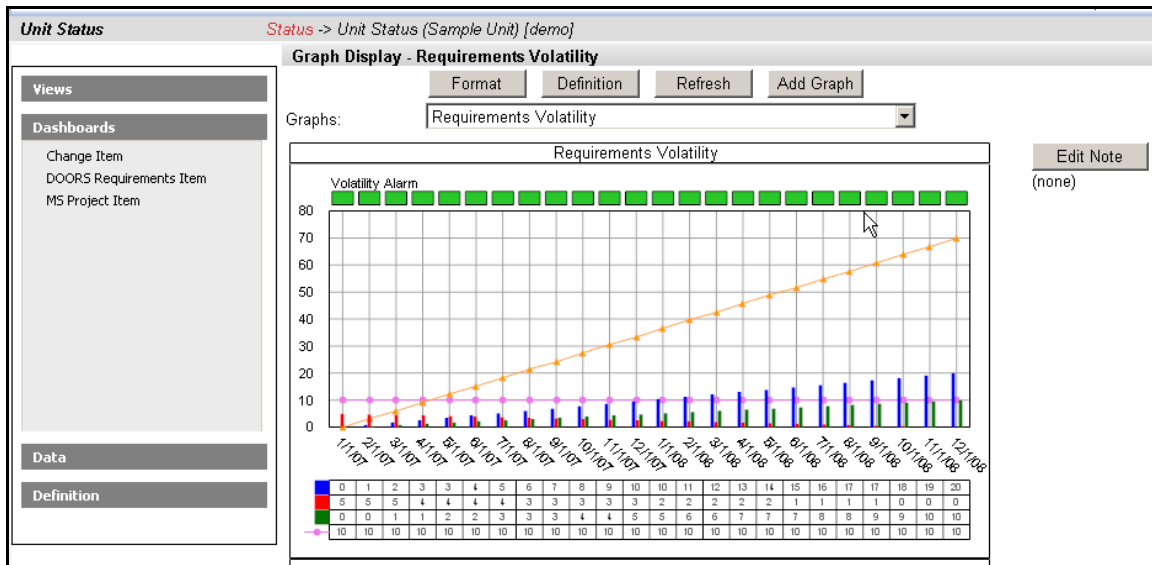 Unit Status
Status -> Unit Status (Sample Unit) [demo]
Graph Display - Requirements Volatility
Format Definition Refresh Add Graph
Graphs: Requirements Volatility
Views
Dashboards
Change Item
DOORS Requirements Item
MS Project Item
Data
Definition
Requirements Volatility
Edit Note
(none)
Volatility Alarm
80
70
60
50
40
30
20
10
0
1/1/07 2/1/07 3/1/07 4/1/07 5/1/07 6/1/07 7/1/07 8/1/07 9/1/07 10/1/07 11/1/07 12/1/07 1/1/08 2/1/08 3/1/08 4/1/08 5/1/08 6/1/08 7/1/08 8/1/08 9/1/08 10/1/08 11/1/08 12/1/08
0 1 2 3 3 4 5 6 7 8 9 10 10 11 12 13 14 15 16 17 17 18 19 20
5 5 5 4 4 4 4 3 3 3 3 3 2 2 2 2 2 1 1 1 1 0 0 0
0 0 1 1 2 2 3 3 3 4 4 5 5 6 6 7 7 7 8 8 9 9 10 10
10 10 10 10 10 10 10 10 10 10 10 10 10 10 10 10 10 10 10 10 10 10 10 10